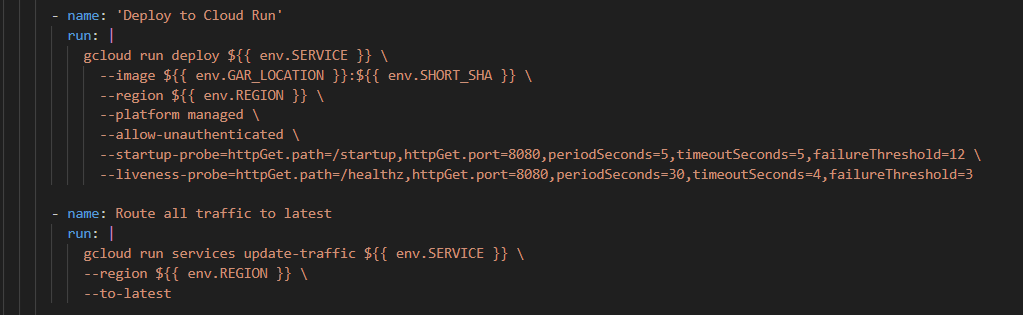 - name: 'Deploy to Cloud Run'
run: |
gcloud run deploy ${{ env.SERVICE }} \
--image ${{ env.GAR_LOCATION }}:${{ env.SHORT_SHA }} \
--region ${{ env.REGION }} \
--platform managed \
--allow-unauthenticated \
--startup-probe=httpGet.path=/startup,httpGet.port=8080,periodSeconds=5,timeoutSeconds=5,failureThreshold=12 \
--liveness-probe=httpGet.path=/healthz,httpGet.port=8080,periodSeconds=30,timeoutSeconds=4,failureThreshold=3
- name: Route all traffic to latest
run: |
gcloud run services update-traffic ${{ env.SERVICE }} \
--region ${{ env.REGION }} \
--to-latest